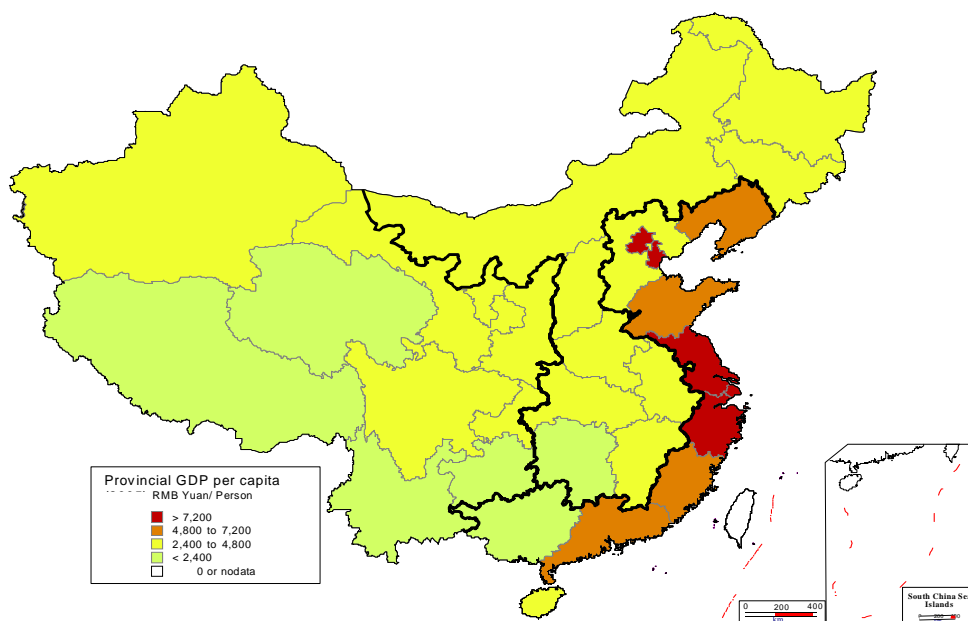 Provincial GDP per capita
RMB Yuan/ Person
> 7,200
4,800 to 7,200
2,400 to 4,800
< 2,400
0 or nodata
0 200 400
km
South China Sea
Islands